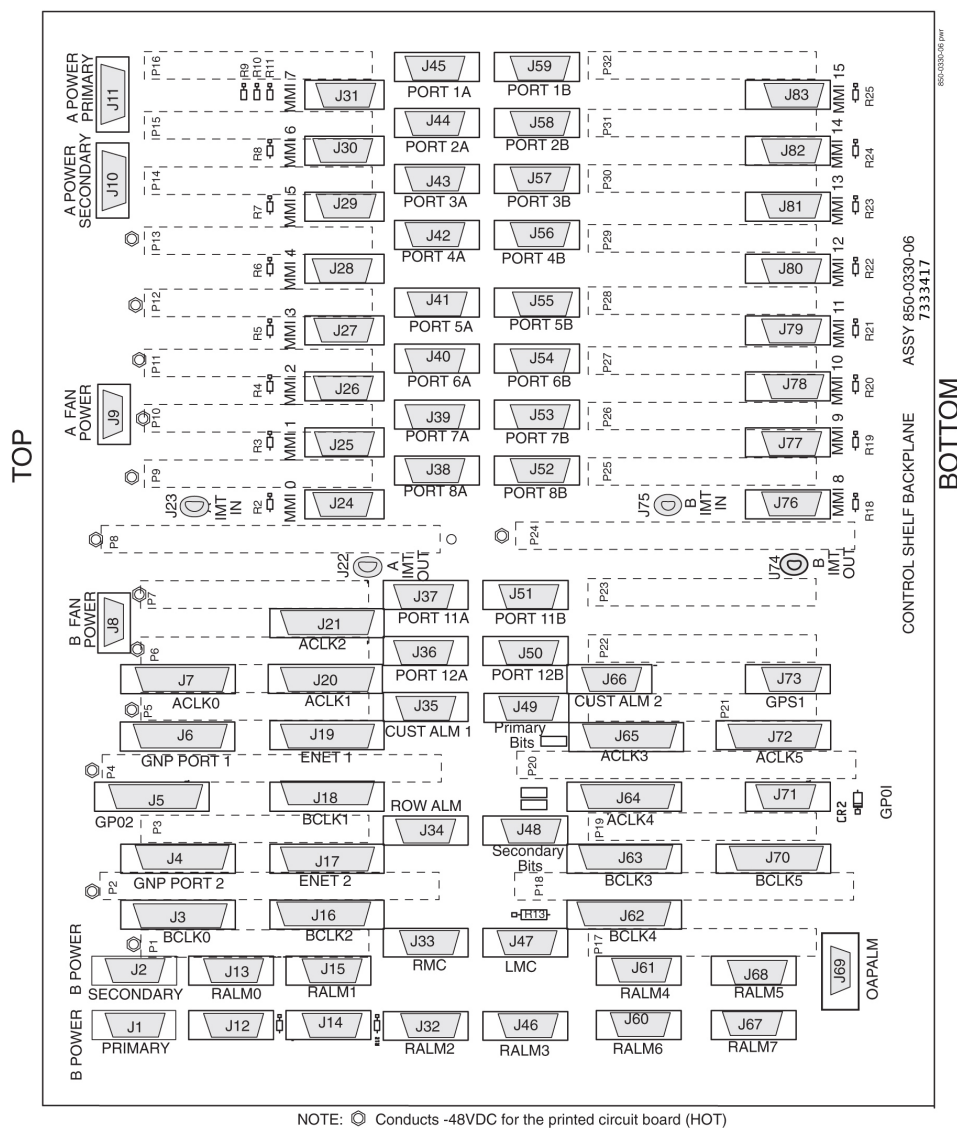 850-0330-06 pwr
TOP
BOTTOM
A POWER
PRIMARY
J11
P16
R9
R10
R11
MMI 7
J31
J45
PORT 1A
J59
PORT 1B
P32
J83
MMI 15
R25
A POWER
SECONDARY
J10
P15
R8
MMI 6
J30
J44
PORT 2A
J58
PORT 2B
P31
J82
MMI 14
R24
P14
R7
MMI 5
J29
J43
PORT 3A
J57
PORT 3B
P30
J81
MMI 13
R23
P13
R6
MMI 4
J28
J42
PORT 4A
J56
PORT 4B
P29
J80
MMI 12
R22
P12
R5
MMI 3
J27
J41
PORT 5A
J55
PORT 5B
P28
J79
MMI 11
R21
ASSY 850-0330-06
7333417
P11
R4
MMI 2
J26
J40
PORT 6A
J54
PORT 6B
P27
J78
MMI 10
R20
A FAN
POWER
J9
P10
R3
MMI 1
J25
J39
PORT 7A
J53
PORT 7B
P26
J77
MMI 9
R19
P9
R2
MMI 0
J24
J38
PORT 8A
J52
PORT 8B
P25
J76
MMI 8
R18
CONTROL SHELF BACKPLANE
J23
IMT
IN
J75
B
IMT
IN
P8
P24
J22
A
IMT
OUT
J74
B
IMT
OUT
B FAN
POWER
J8
P7
J21
ACLK2
J37
PORT 11A
J51
PORT 11B
P23
P6
J7
ACLK0
J20
ACLK1
J36
PORT 12A
J50
PORT 12B
P22
J66
CUST ALM 2
J73
GPS1
P5
J6
GNP PORT 1
J19
ENET 1
J35
CUST ALM 1
J49
Primary
Bits
J65
ACLK3
P21
J72
ACLK5
P4
P20
J5
GP02
J18
BCLK1
ROW ALM
J34
J64
ACLK4
J71
CR2
GP0I
P3
J4
GNP PORT 2
J17
ENET 2
J48
Secondary
Bits
P19
J63
BCLK3
J70
BCLK5
P2
P18
J3
BCLK0
J16
BCLK2
R13
J62
BCLK4
B POWER
P1
J33
RMC
J47
LMC
P17
J2
SECONDARY
J13
RALM0
J15
RALM1
J61
RALM4
J68
RALM5
J69
OAPALM
B POWER
J1
PRIMARY
J12
J14
J32
RALM2
J46
RALM3
J60
RALM6
J67
RALM7
NOTE: Conducts -48VDC for the printed circuit board (HOT)